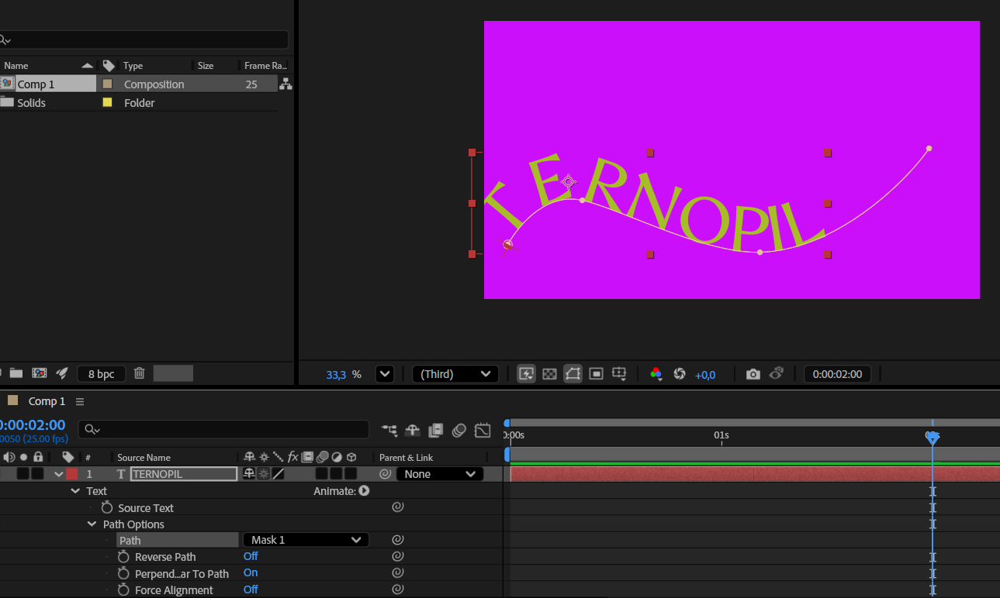 Name Type Size Frame Ra...
Comp 1 Composition 25
Solids Folder
TERNOPIL
8 bpc
33,3 % (Third) +0,0 0:00:02:00
Comp 1
0:00:02:00
0050 (25.00 fps)
:00s 01s
# Source Name fx Parent & Link
1 T TERNOPIL None
Text Animate:
Source Text
Path Options
Path Mask 1
Reverse Path Off
Perpend...ar To Path On
Force Alignment Off